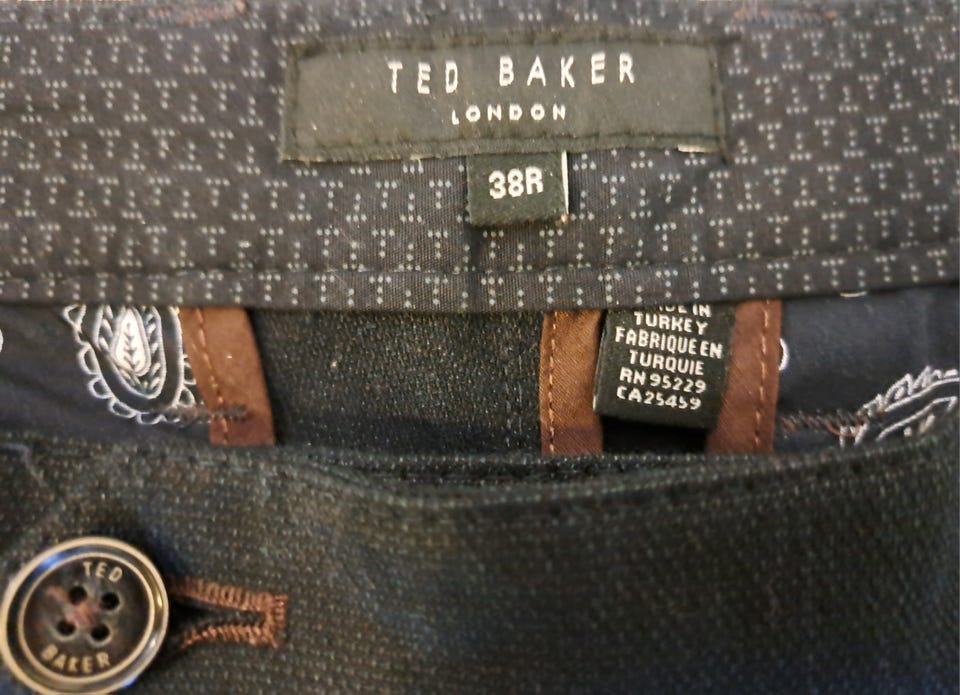 TED BAKER
LONDON
38R
IN
TURKEY
FABRIQUE EN
TURQUIE
RN 95229
CA25459
TED
BAKER